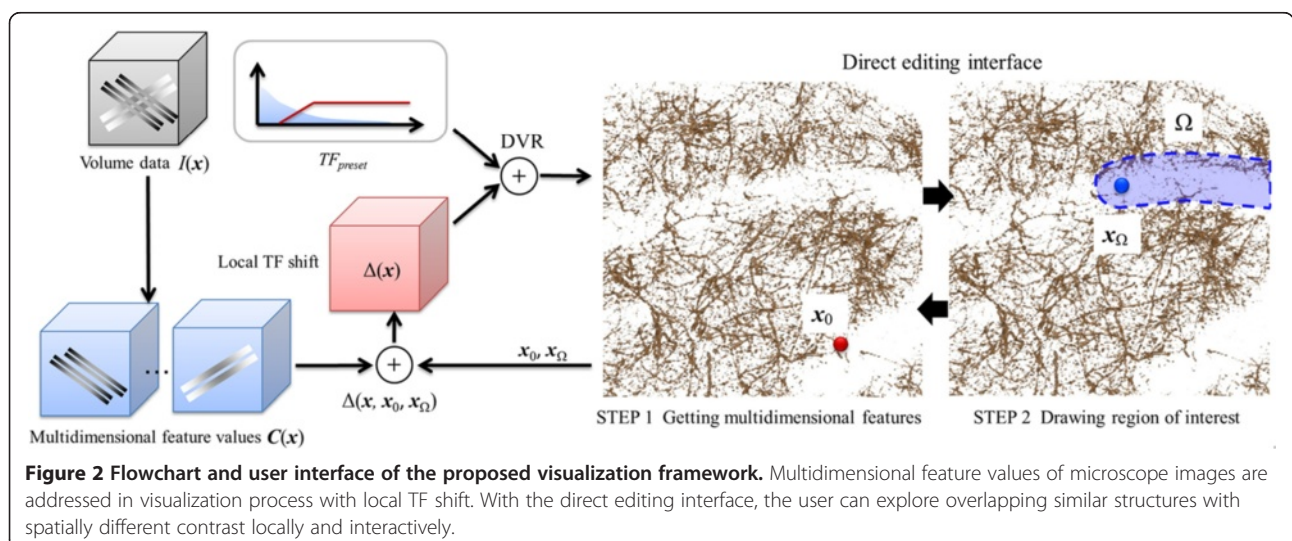 Volume data I(x)
TF_preset
DVR
Direct editing interface
Ω
x_Ω
x_0
Local TF shift
Δ(x)
...
x_0, x_Ω
Δ(x, x_0, x_Ω)
Multidimensional feature values C(x)
STEP 1 Getting multidimensional features
STEP 2 Drawing region of interest
Figure 2 Flowchart and user interface of the proposed visualization framework. Multidimensional feature values of microscope images are
addressed in visualization process with local TF shift. With the direct editing interface, the user can explore overlapping similar structures with
spatially different contrast locally and interactively.